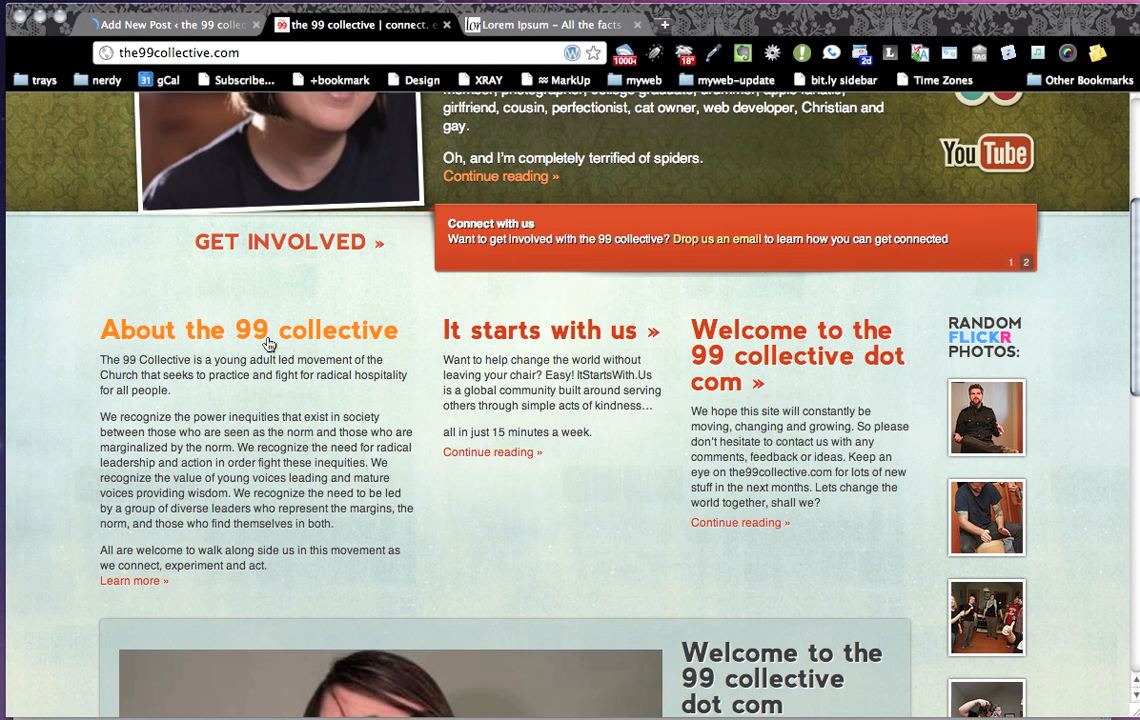 Add New Post ‹ the 99 collec
the 99 collective | connect. e
Lorem Ipsum - All the facts
the99collective.com
1000+
18°
2d
trays
nerdy
31
gCal
Subscribe...
+bookmark
Design
XRAY
≈ MarkUp
myweb
myweb-update
bit.ly sidebar
Time Zones
Other Bookmarks
member, photographer, college graduate, drummer, apple fanatic,
girlfriend, cousin, perfectionist, cat owner, web developer, Christian and
gay.
Oh, and I'm completely terrified of spiders.
Continue reading »
YouTube
GET INVOLVED »
Connect with us
Want to get involved with the 99 collective? Drop us an email to learn how you can get connected
1 2
About the 99 collective
The 99 Collective is a young adult led movement of the
Church that seeks to practice and fight for radical hospitality
for all people.
We recognize the power inequities that exist in society
between those who are seen as the norm and those who are
marginalized by the norm. We recognize the need for radical
leadership and action in order fight these inequities. We
recognize the value of young voices leading and mature
voices providing wisdom. We recognize the need to be led
by a group of diverse leaders who represent the margins, the
norm, and those who find themselves in both.
All are welcome to walk along side us in this movement as
we connect, experiment and act.
Learn more »
It starts with us »
Want to help change the world without
leaving your chair? Easy! ItStartsWith.Us
is a global community built around serving
others through simple acts of kindness…
all in just 15 minutes a week.
Continue reading »
Welcome to the
99 collective dot
com »
We hope this site will constantly be
moving, changing and growing. So please
don't hesitate to contact us with any
comments, feedback or ideas. Keep an
eye on the99collective.com for lots of new
stuff in the next months. Lets change the
world together, shall we?
Continue reading »
RANDOM
FLICKR
PHOTOS:
Welcome to the
99 collective
dot com